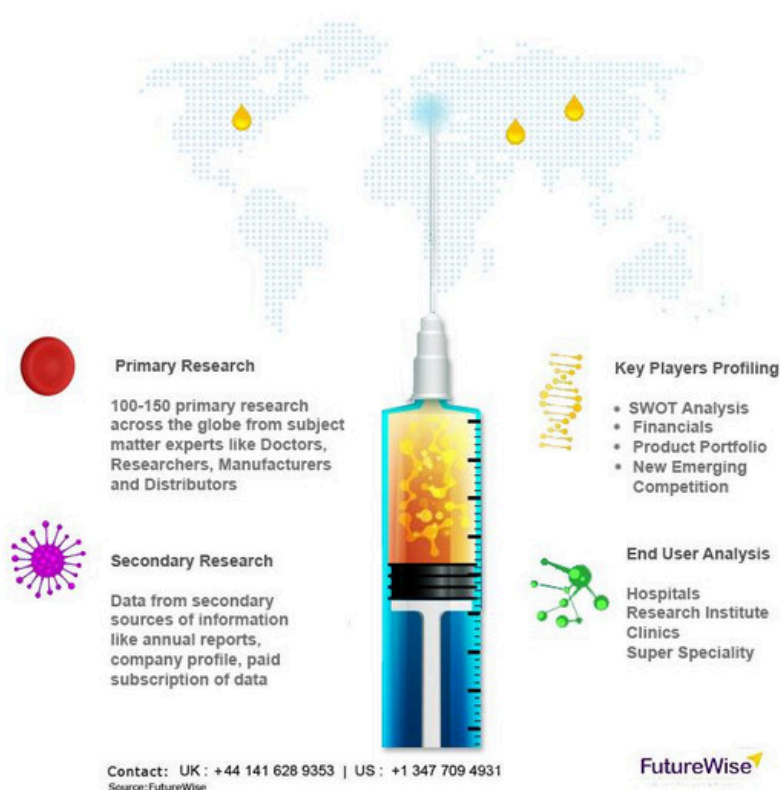 Primary Research
100-150 primary research
across the globe from subject
matter experts like Doctors,
Researchers, Manufacturers
and Distributors
Key Players Profiling
• SWOT Analysis
• Financials
• Product Portfolio
• New Emerging
Competition
Secondary Research
Data from secondary
sources of information
like annual reports,
company profile, paid
subscription of data
End User Analysis
Hospitals
Research Institute
Clinics
Super Speciality
Contact: UK : +44 141 628 9353 | US : +1 347 709 4931
Source:FutureWise
FutureWise